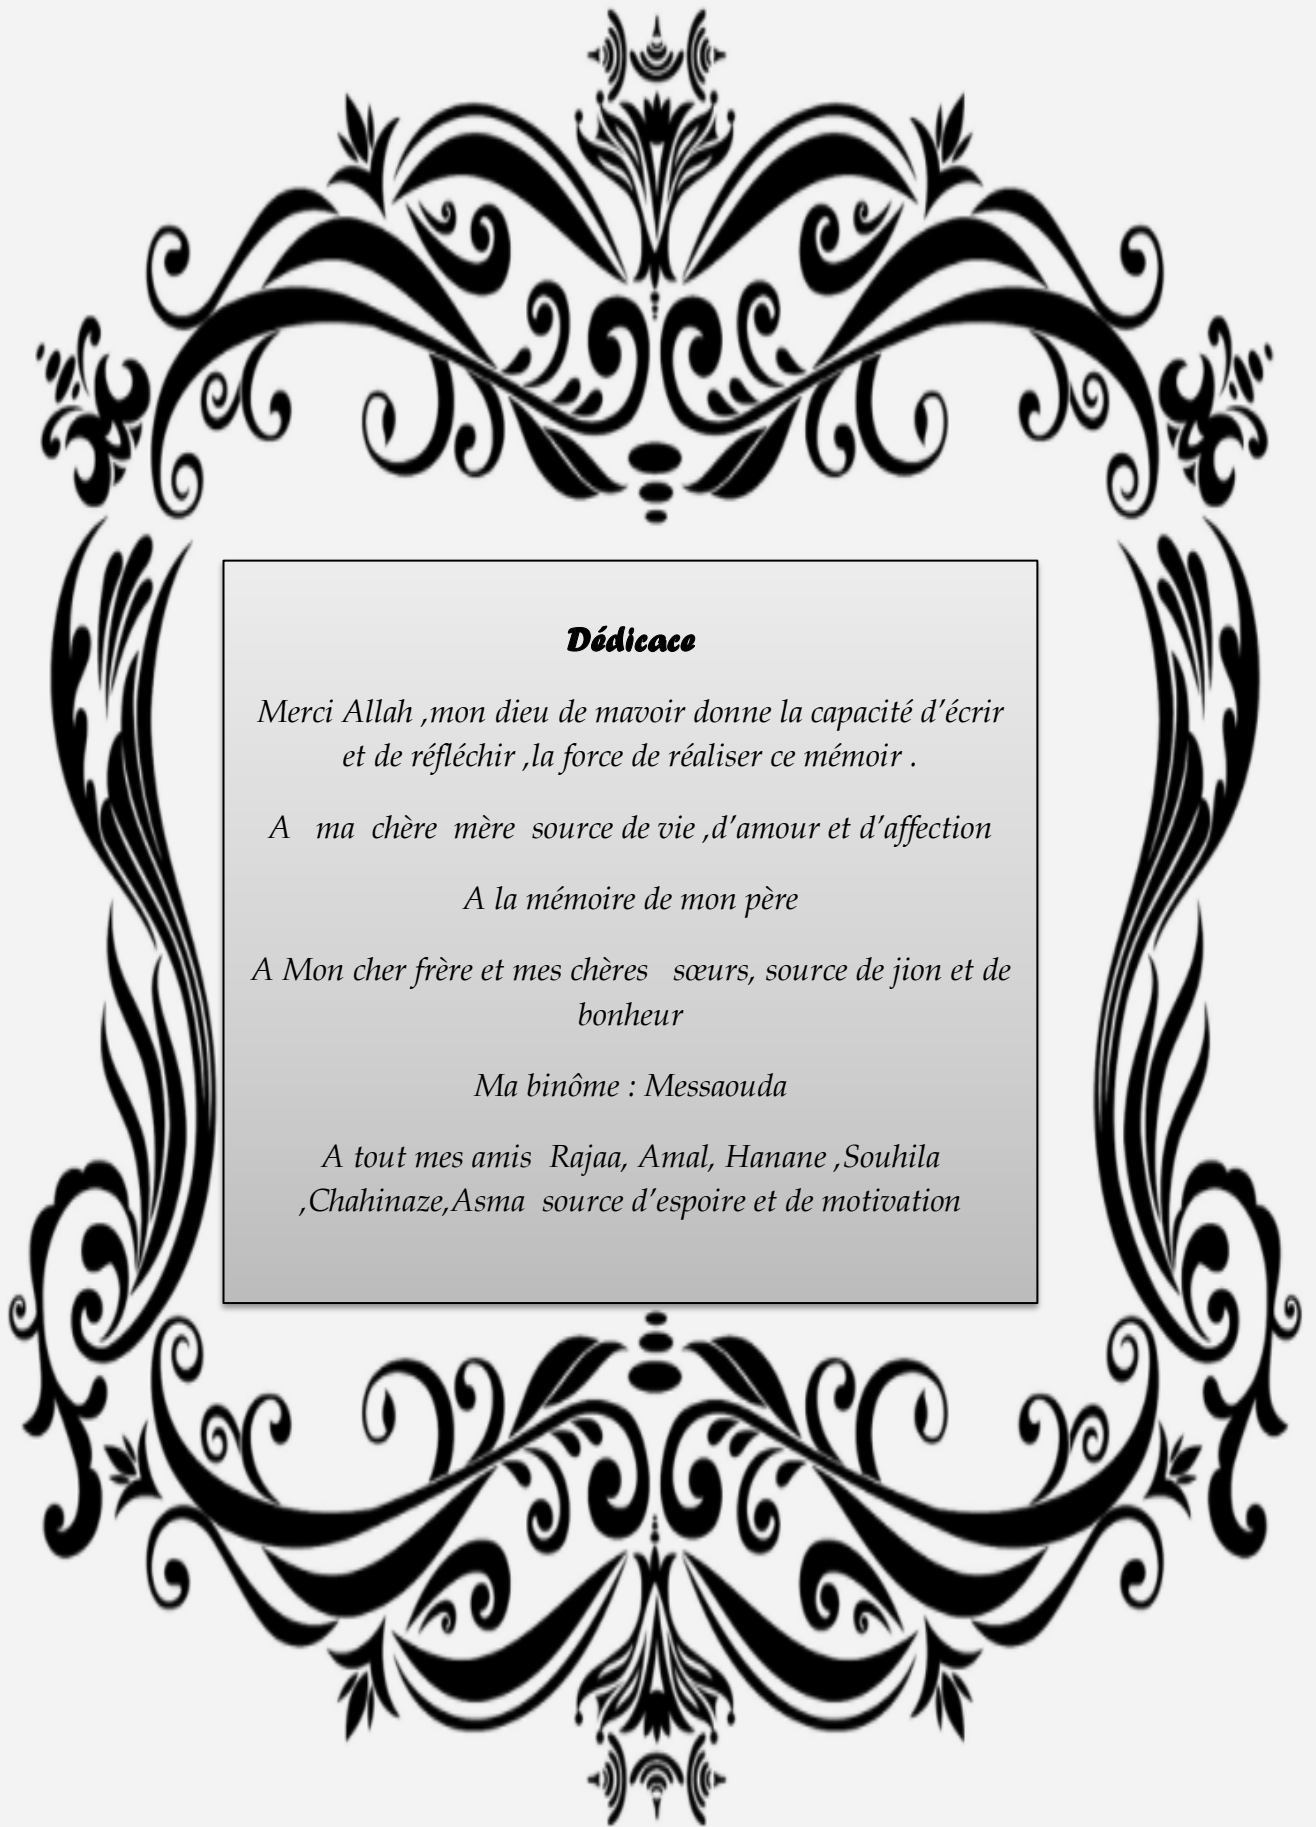 Dédicace
Merci Allah ,mon dieu de mavoir donne la capacité d’écrir
et de réfléchir ,la force de réaliser ce mémoir .
A ma chère mère source de vie ,d’amour et d’affection
A la mémoire de mon père
A Mon cher frère et mes chères sœurs, source de jion et de
bonheur
Ma binôme : Messaouda
A tout mes amis Rajaa, Amal, Hanane ,Souhila
,Chahinaze,Asma source d’espoire et de motivation